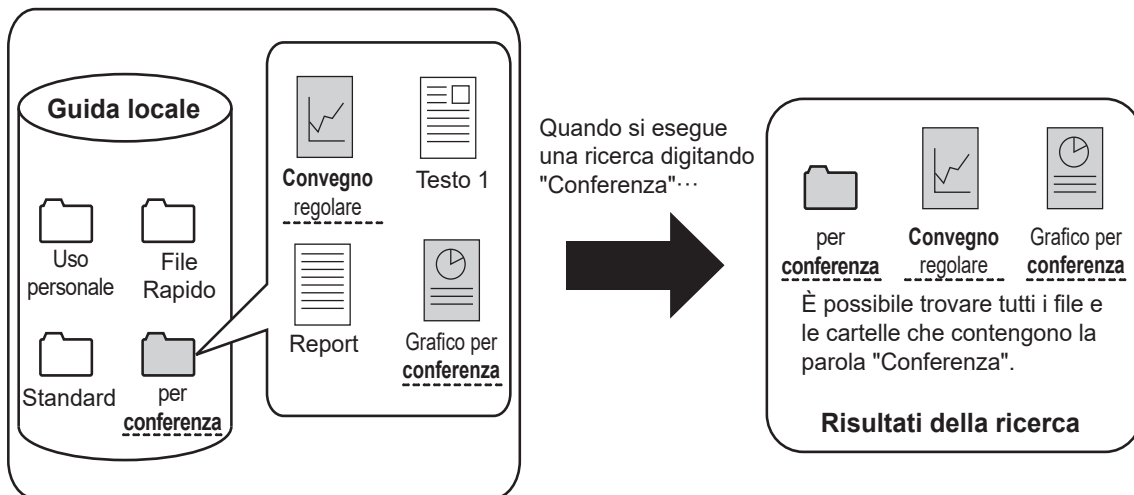 Guida locale
Uso
personale
File
Rapido
Standard
per
conferenza
Convegno
regolare
Testo 1
Report
Grafico per
conferenza
Quando si esegue
una ricerca digitando
"Conferenza"···
per
conferenza
Convegno
regolare
Grafico per
conferenza
È possibile trovare tutti i file e
le cartelle che contengono la
parola "Conferenza".
Risultati della ricerca